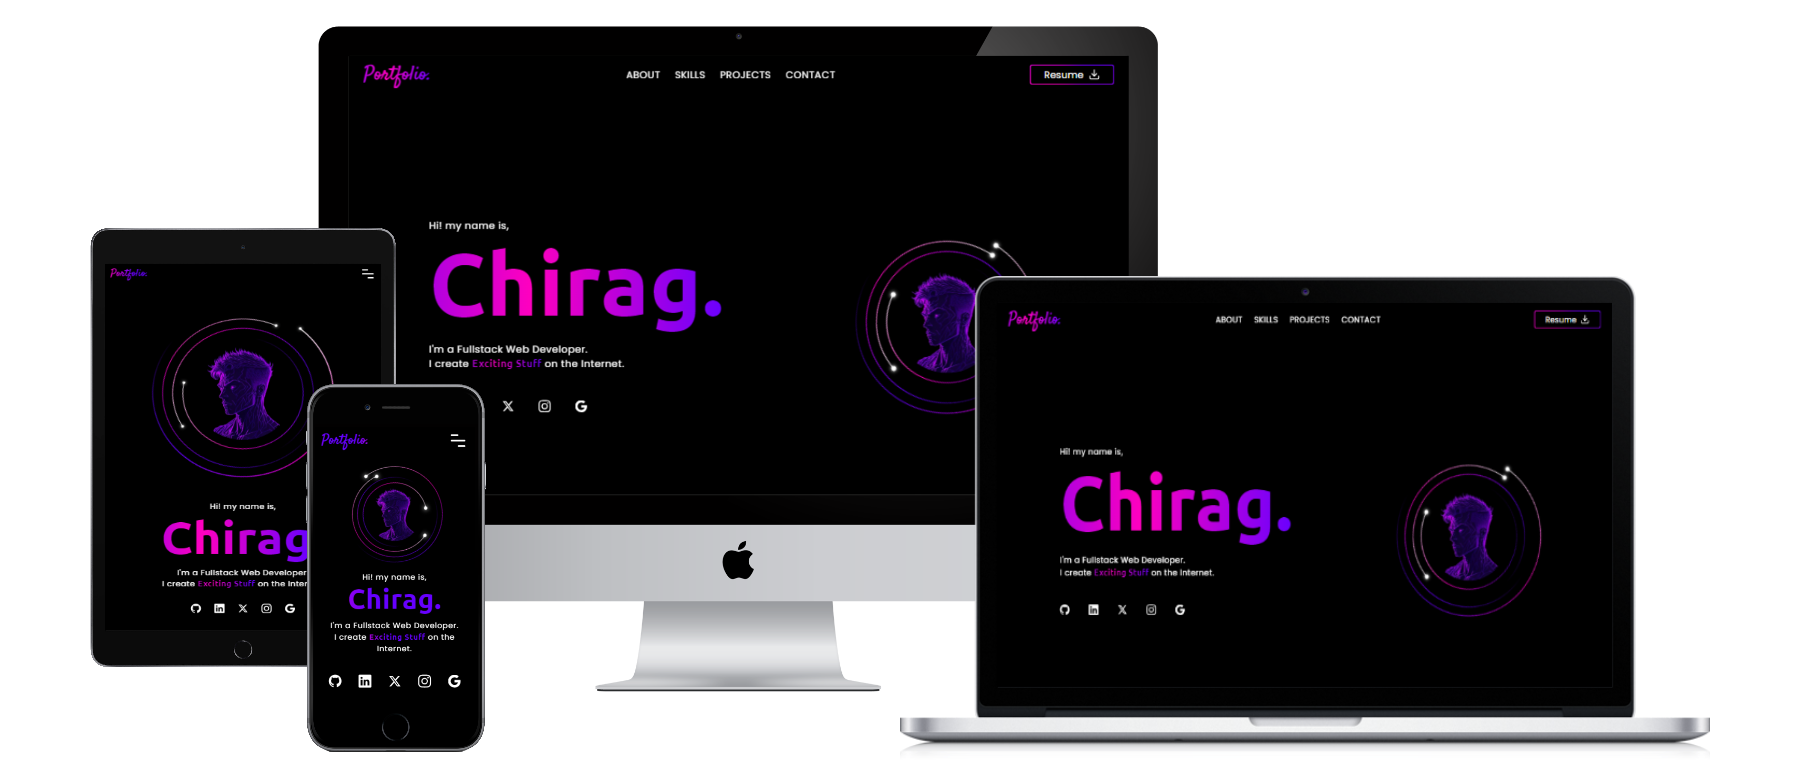 Portfolio.
ABOUT SKILLS PROJECTS CONTACT
Resume
Hi! my name is,
Chirag.
I'm a Fullstack Web Developer.
I create Exciting Stuff on the Internet.
Portfolio.
Hi! my name is,
Chirag
I'm a Fullstack Web Developer
I create Exciting Stuff on the Inter
Portfolio.
Hi! my name is,
Chirag.
I'm a Fullstack Web Developer.
I create Exciting Stuff on the
Internet.
Portfolio.
ABOUT SKILLS PROJECTS CONTACT
Resume
Hi! my name is,
Chirag.
I'm a Fullstack Web Developer.
I create Exciting Stuff on the Internet.